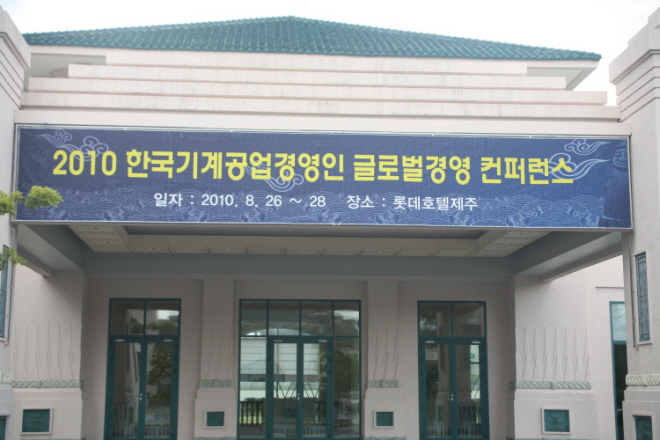 2010 한국기계공업경영인 글로벌경영 컨퍼런스
일자 : 2010. 8. 26 ~ 28 장소 : 롯데호텔제주